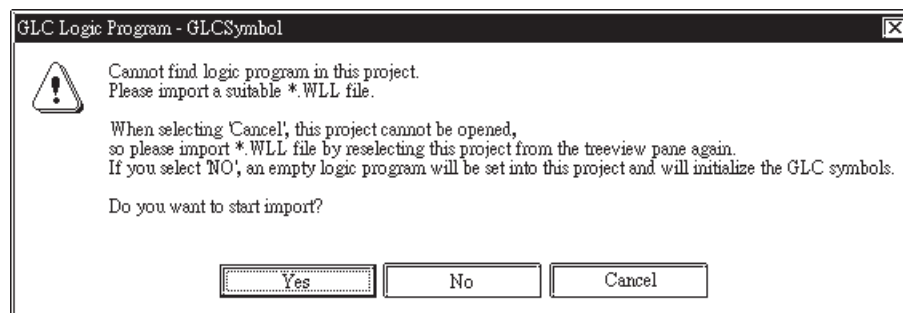 GLC Logic Program - GLCSymbol
Cannot find logic program in this project.
Please import a suitable *.WLL file.
When selecting 'Cancel', this project cannot be opened,
so please import *.WLL file by reselecting this project from the treeview pane again.
If you select 'NO', an empty logic program will be set into this project and will initialize the GLC symbols.
Do you want to start import?
Yes No Cancel